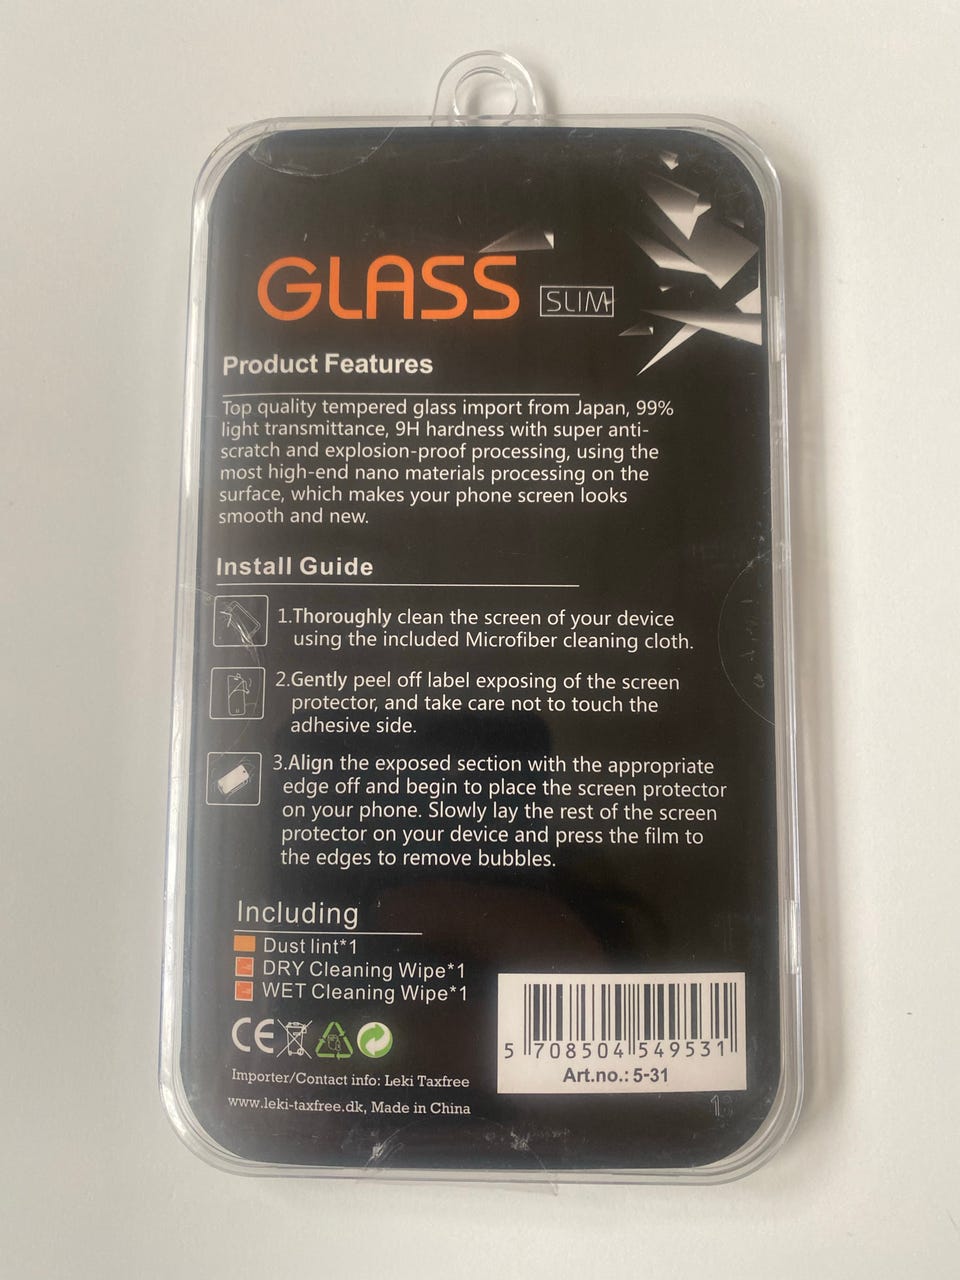 GLASS SLIM
Product Features
Top quality tempered glass import from Japan, 99%
light transmittance, 9H hardness with super anti-
scratch and explosion-proof processing, using the
most high-end nano materials processing on the
surface, which makes your phone screen looks
smooth and new.
Install Guide
1.Thoroughly clean the screen of your device
using the included Microfiber cleaning cloth.
2.Gently peel off label exposing of the screen
protector, and take care not to touch the
adhesive side.
3.Align the exposed section with the appropriate
edge off and begin to place the screen protector
on your phone. Slowly lay the rest of the screen
protector on your device and press the film to
the edges to remove bubbles.
Including
Dust lint*1
DRY Cleaning Wipe*1
WET Cleaning Wipe*1
CE
Importer/Contact info: Leki Taxfree
www.leki-taxfree.dk, Made in China
5 708504 549531
Art.no.: 5-31